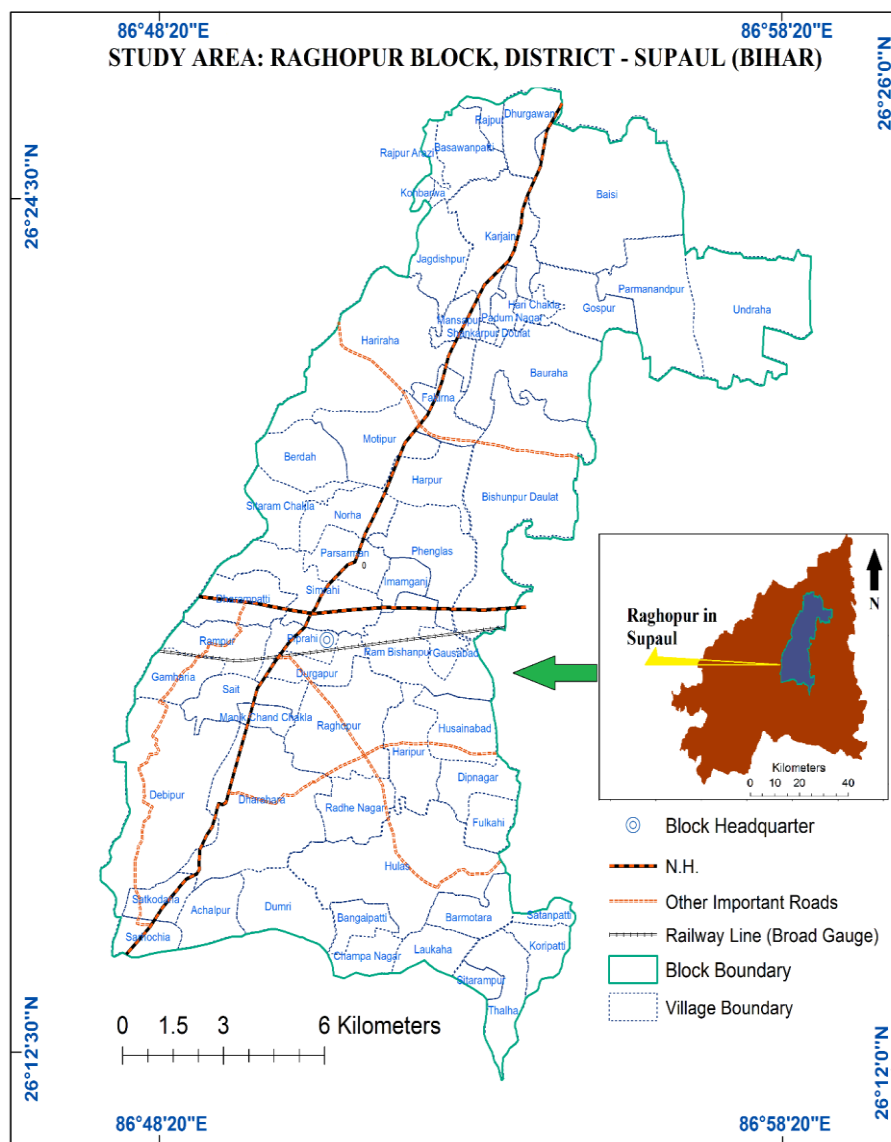 86°48'20"E
86°58'20"E
STUDY AREA: RAGHOPUR BLOCK, DISTRICT - SUPAUL (BIHAR)
26°26'0"N
26°24'30"N
Rajpur
Dhurgawan
Basawanpatti
Rajpur Arazi
Konbarwa
Baisi
Karjain
Jagdishpur
Parmanandpur
Hari Chakla
Undraha
Gospur
Mansapur
Padum Nagar
Shankarpur Doulat
Hariraha
Bauraha
Faturna
Motipur
Berdah
Harpur
Bishunpur Daulat
Sitaram Chakla
Norha
Parsarman
Phenglas
0
Imamganj
Simrahi
Dharampatti
Rampur
Piprahi
Ram Bishanpur
Gausabad
Gamharia
Durgapur
Sait
Manik Chand Chakla
Raghopur
Husainabad
Haripur
Dipnagar
Debipur
Dharahara
Radhe Nagar
Fulkahi
Hulas
Satkodaria
Achalpur
Dumri
Bangalpatti
Barmotara
Satanpatti
Samochia
Champa Nagar
Laukaha
Koripatti
Sitarampur
Thalha
Raghopur in
Supaul
N
Kilometers
0 10 20 40
Block Headquarter
N.H.
Other Important Roads
Railway Line (Broad Gauge)
Block Boundary
Village Boundary
0 1.5 3 6 Kilometers
26°12'30"N
26°12'0"N
86°48'20"E
86°58'20"E